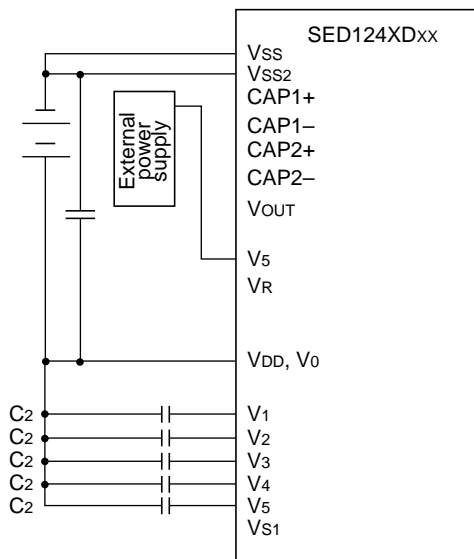 SED124XDXX
VSS
VSS2
CAP1+
CAP1–
CAP2+
CAP2–
VOUT
External
power
supply
V5
VR
VDD, V0
C2 V1
C2 V2
C2 V3
C2 V4
C2 V5
VS1